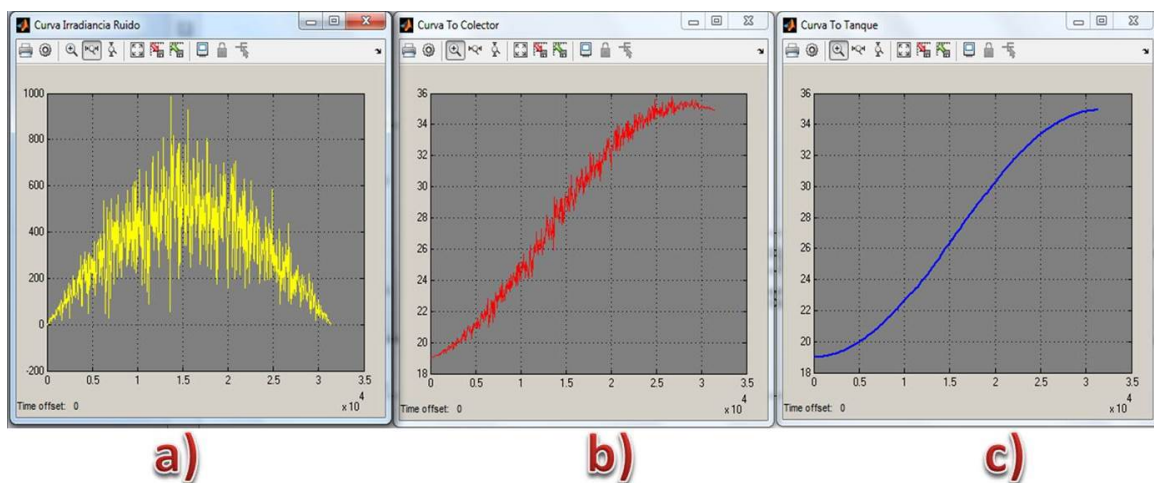 Curva Irradiancia Ruido
1000
800
600
400
200
0
-200
0 0.5 1 1.5 2 2.5 3 3.5
x 10
4
Time offset: 0
a)
Curva To Colector
36
34
32
30
28
26
24
22
20
18
0 0.5 1 1.5 2 2.5 3 3.5
x 10
4
Time offset: 0
b)
Curva To Tanque
36
34
32
30
28
26
24
22
20
18
0 0.5 1 1.5 2 2.5 3 3.5
x 10
4
Time offset: 0
c)